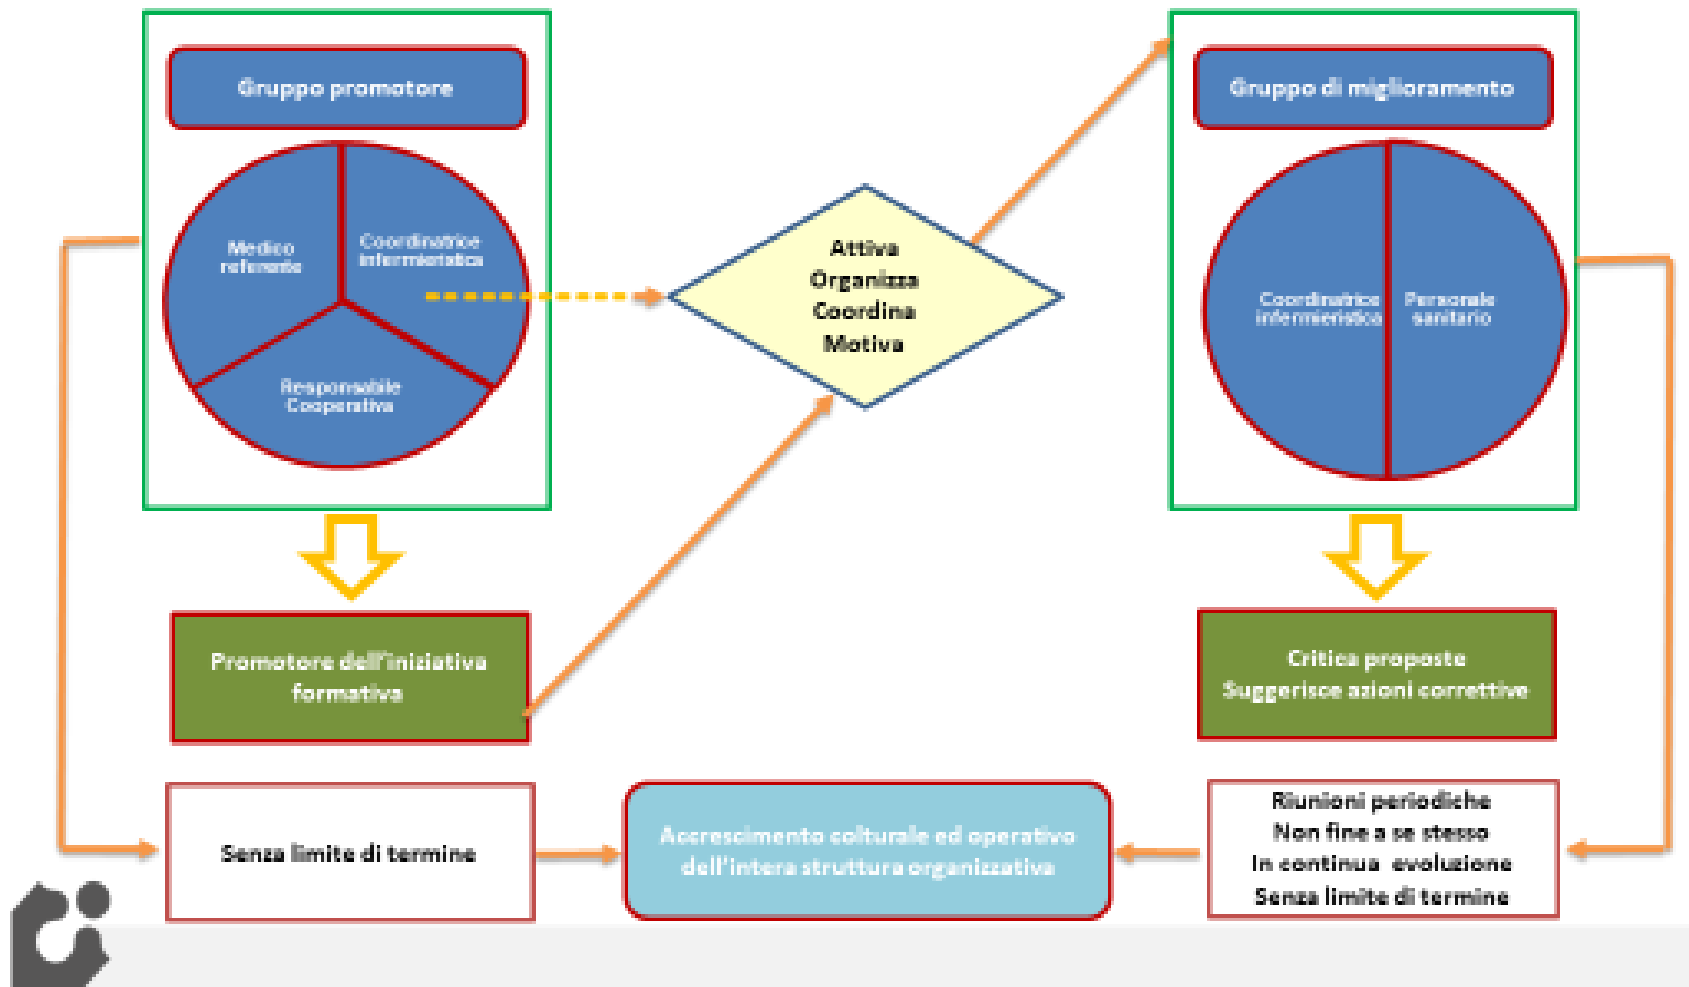 Gruppo promotore
Medico
referente
Coordinatrice
infermieristica
Responsabile
Cooperativa
Promotore dell'iniziativa
formativa
Senza limite di termine
Attiva
Organizza
Coordina
Motiva
Accrescimento colturale ed operativo
dell'intera struttura organizzativa
Gruppo di miglioramento
Coordinatrice
infermieristica
Personale
sanitario
Critica proposte
Suggerisce azioni correttive
Riunioni periodiche
Non fine a se stesso
In continua evoluzione
Senza limite di termine